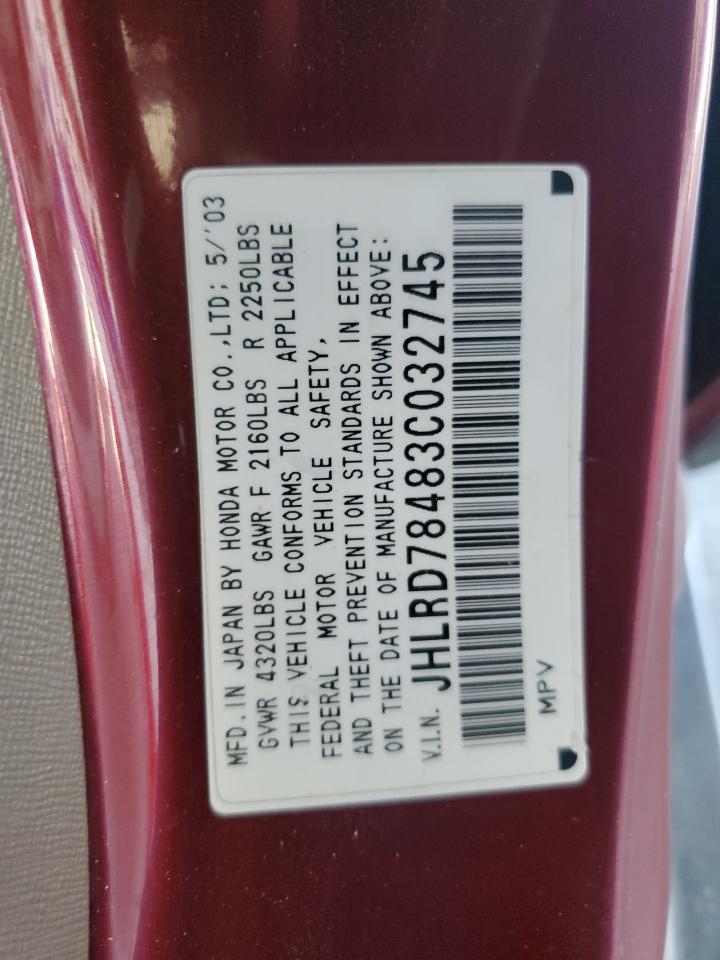 MFD.IN JAPAN BY HONDA MOTOR CO.,LTD; 5/'03
GVWR 4320LBS GAWR F 2160LBS R 2250LBS
THIS VEHICLE CONFORMS TO ALL APPLICABLE
FEDERAL MOTOR VEHICLE SAFETY,
AND THEFT PREVENTION STANDARDS IN EFFECT
ON THE DATE OF MANUFACTURE SHOWN ABOVE:
V.I.N. JHLRD78483C032745
MPV